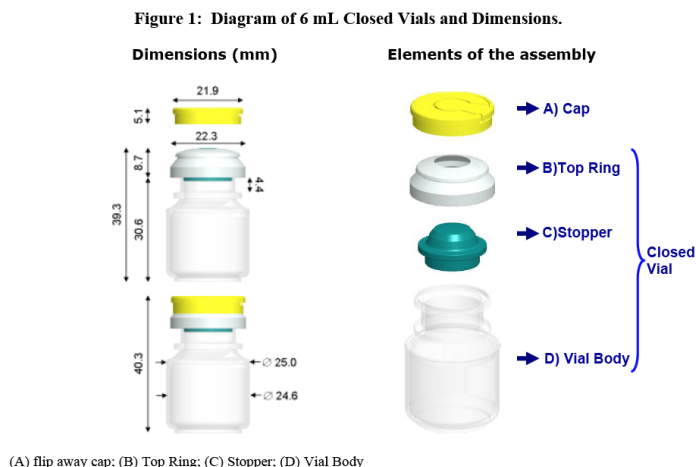 Figure 1: Diagram of 6 mL Closed Vials and Dimensions.
Dimensions (mm)
Elements of the assembly
21.9
5.1
A) Cap
22.3
8.7
4.4
B)Top Ring
39.3
30.6
C)Stopper
Closed
Vial
40.3
D) Vial Body
∅ 25.0
∅ 24.6
(A) flip away cap; (B) Top Ring; (C) Stopper; (D) Vial Body